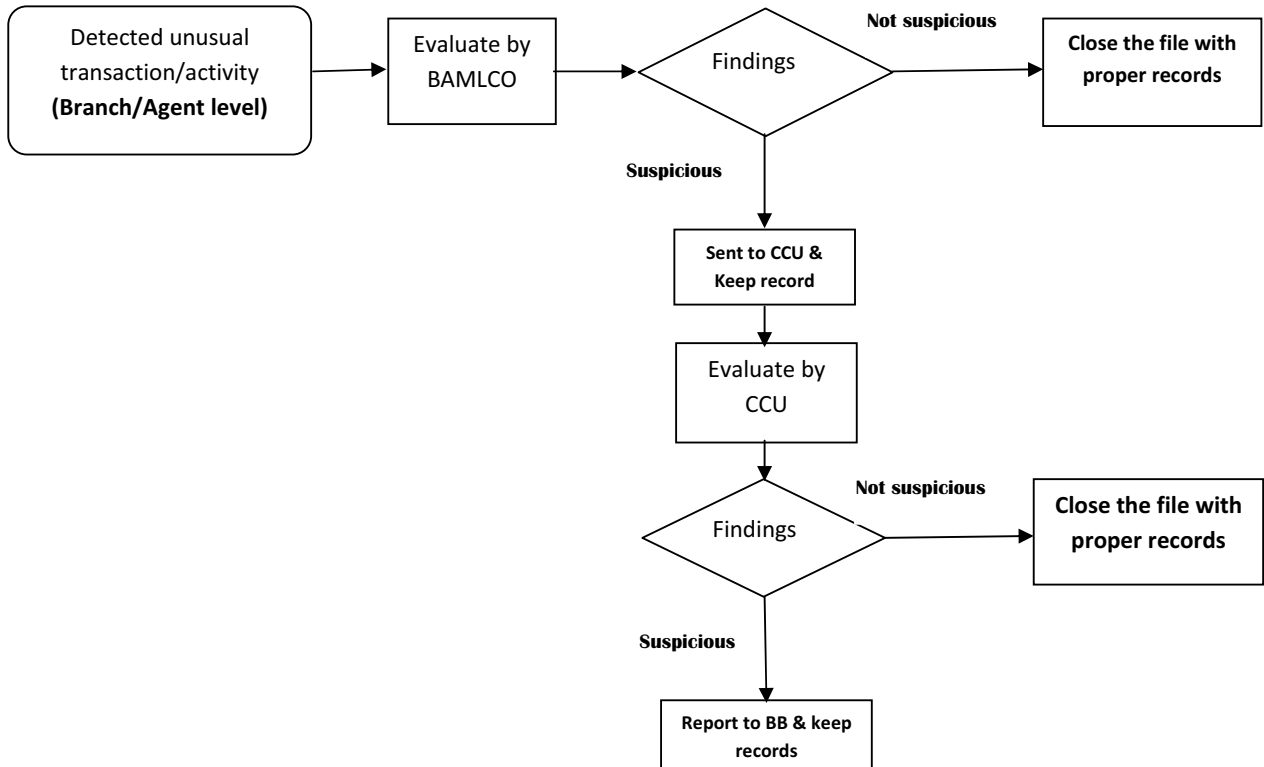 Detected unusual
transaction/activity
(Branch/Agent level)
Evaluate by
BAMLCO
Findings
Not suspicious
Close the file with
proper records
Suspicious
Sent to CCU &
Keep record
Evaluate by
CCU
Findings
Not suspicious
Close the file with
proper records
Suspicious
Report to BB & keep
records